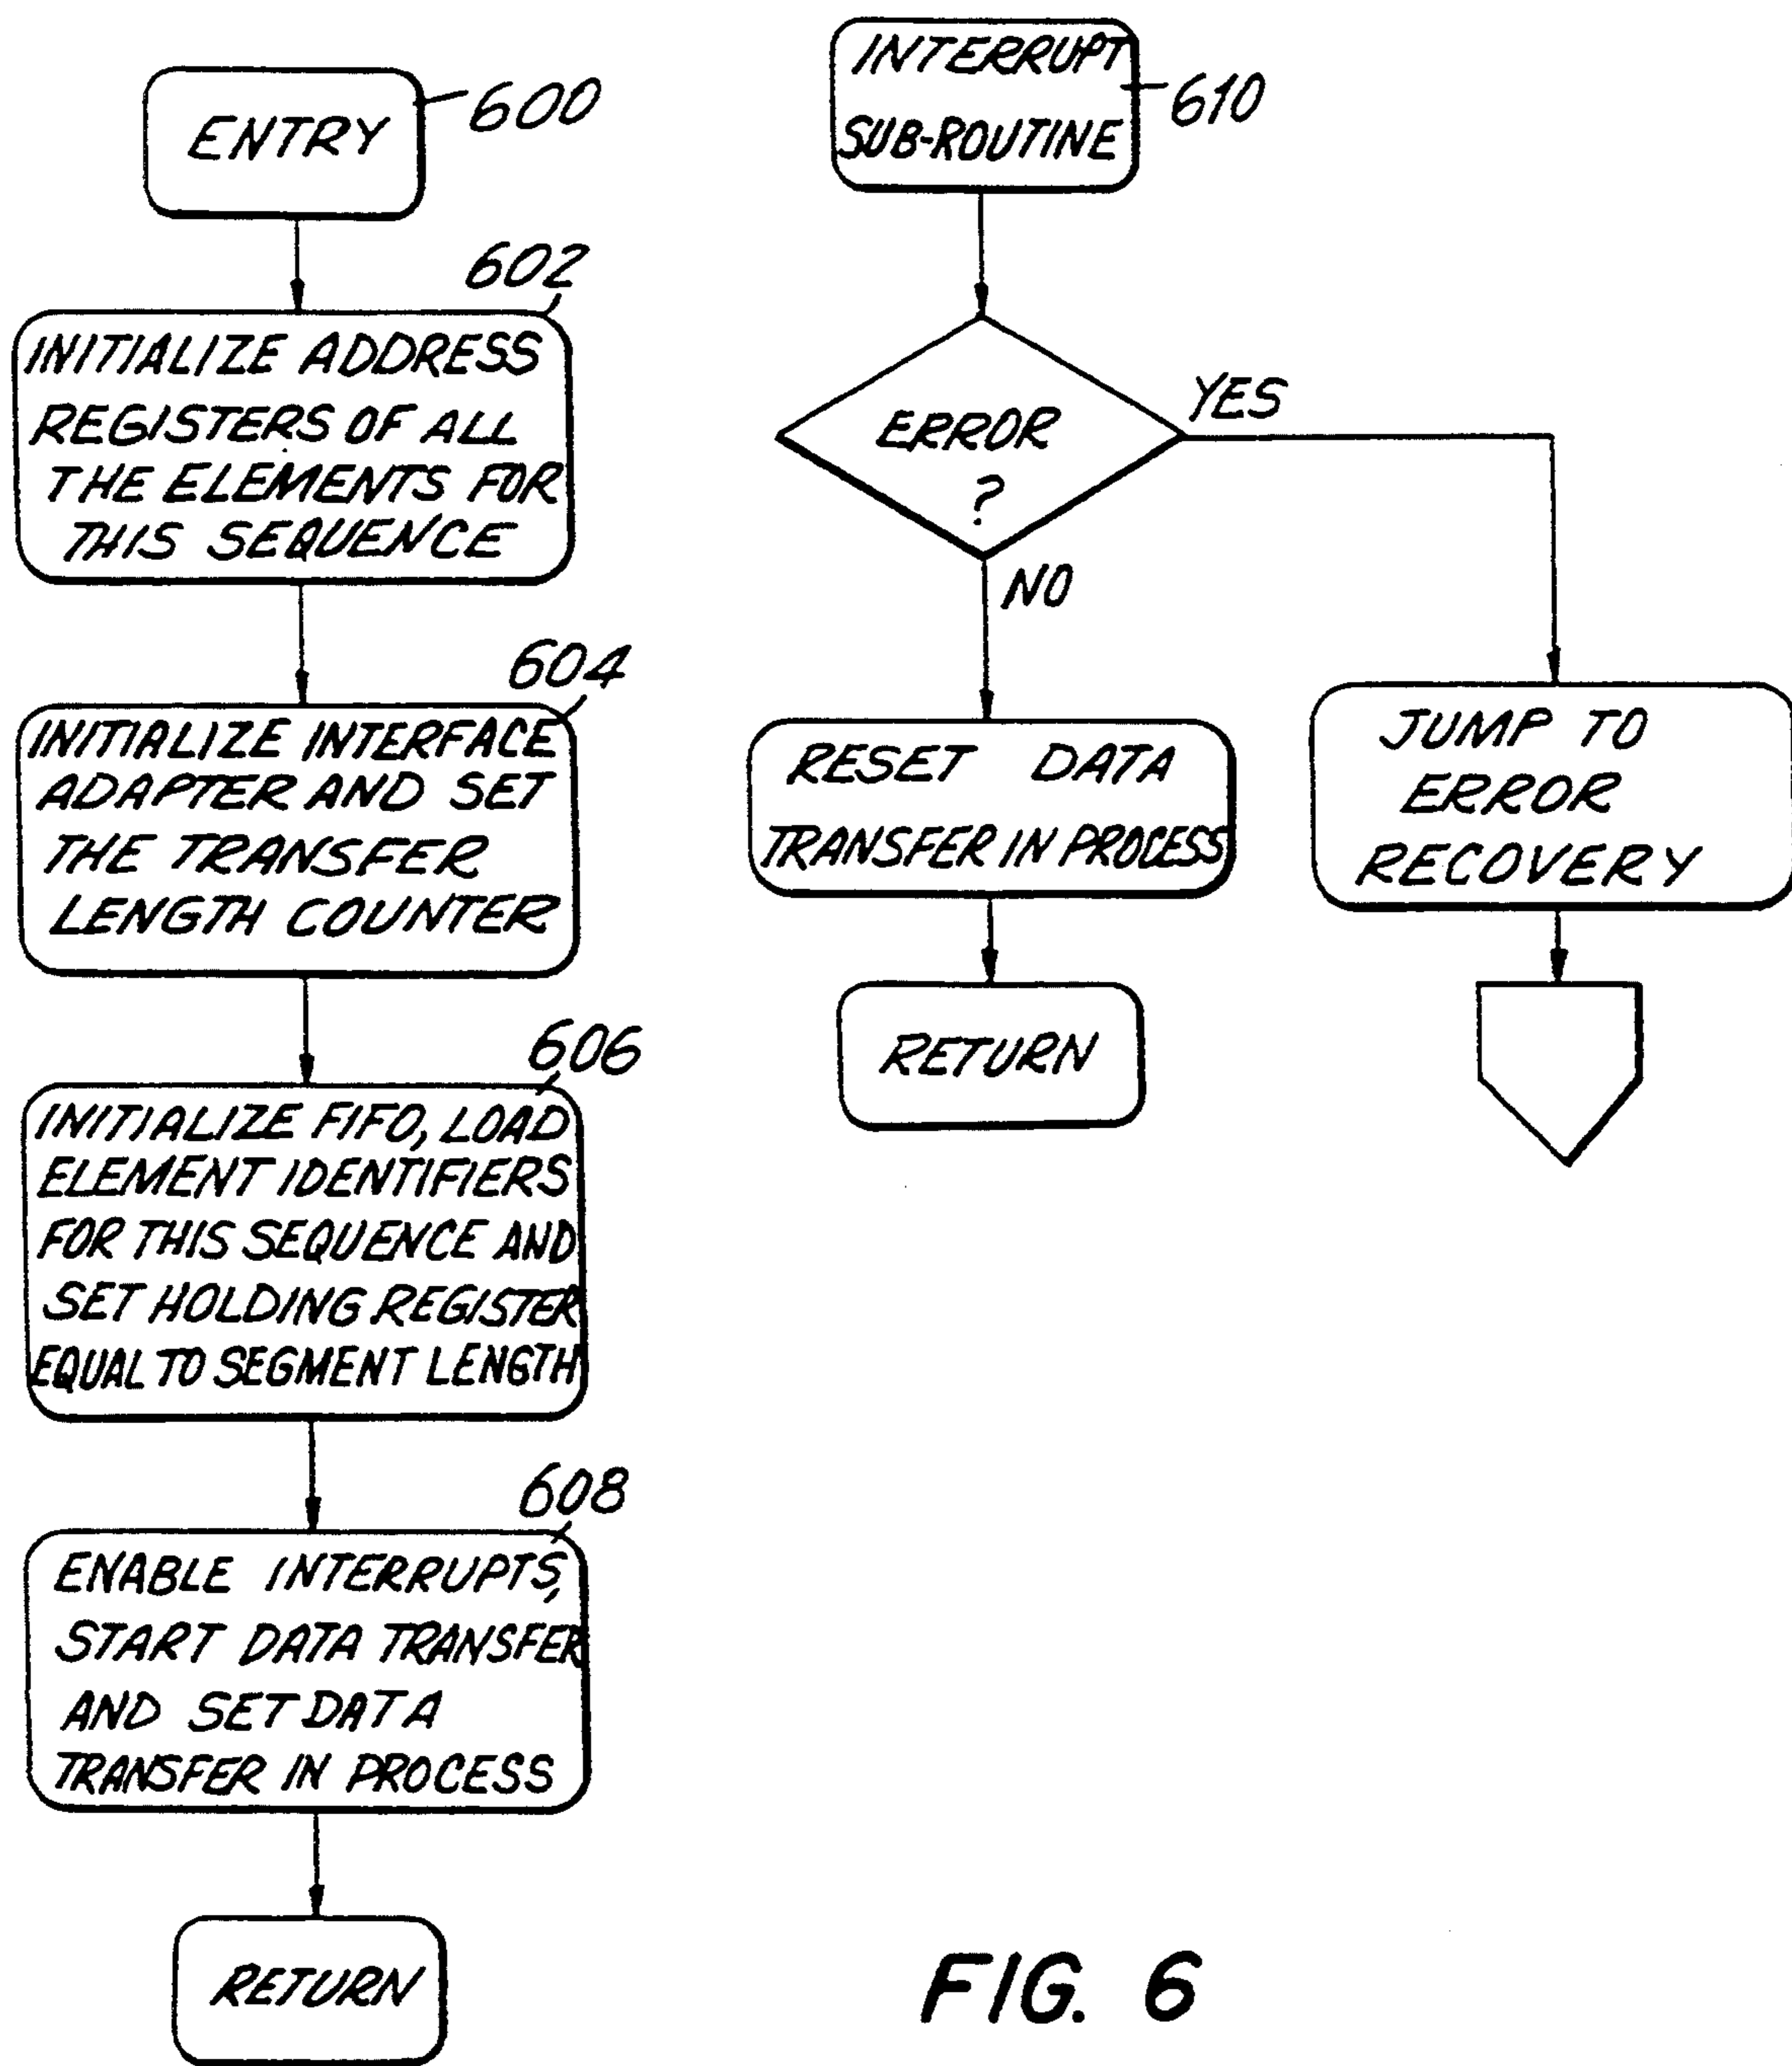 ENTRY
600
602
INITIALIZE ADDRESS
REGISTERS OF ALL
THE ELEMENTS FOR
THIS SEQUENCE
604
INITIALIZE INTERFACE
ADAPTER AND SET
THE TRANSFER
LENGTH COUNTER
606
INITIALIZE FIFO, LOAD
ELEMENT IDENTIFIERS
FOR THIS SEQUENCE AND
SET HOLDING REGISTER
EQUAL TO SEGMENT LENGTH
608
ENABLE INTERRUPTS,
START DATA TRANSFER
AND SET DATA
TRANSFER IN PROCESS
RETURN
INTERRUPT
SUB-ROUTINE
610
ERROR
?
YES
NO
RESET DATA
TRANSFER IN PROCESS
RETURN
JUMP TO
ERROR
RECOVERY
FIG. 6